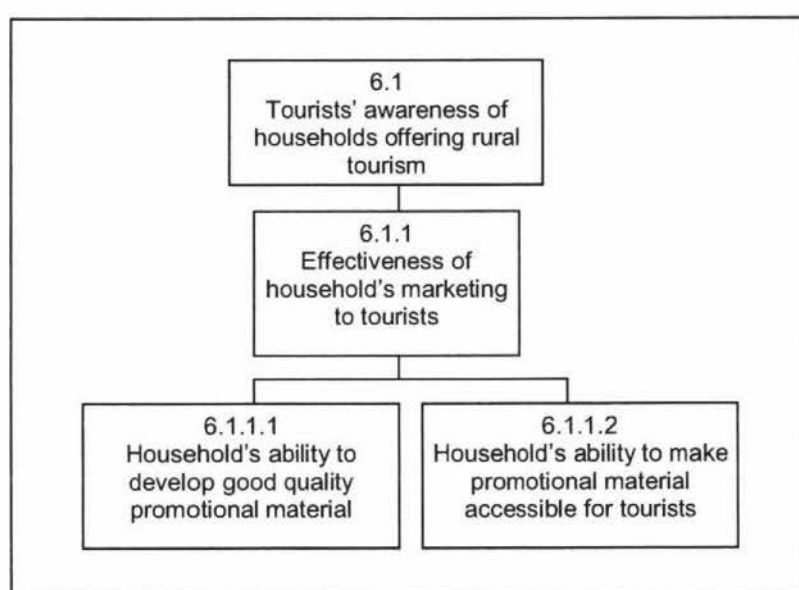 6.1
Tourists' awareness of
households offering rural
tourism
6.1.1
Effectiveness of
household's marketing
to tourists
6.1.1.1
Household's ability to
develop good quality
promotional material
6.1.1.2
Household's ability to make
promotional material
accessible for tourists